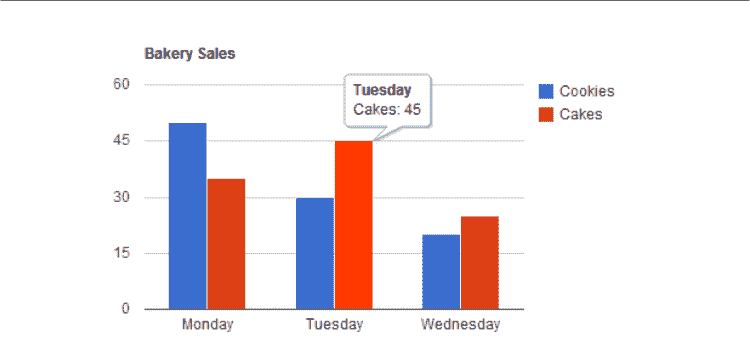 Bakery Sales
60
45
30
15
0
Tuesday
Cakes: 45
Cookies
Cakes
Monday
Tuesday
Wednesday